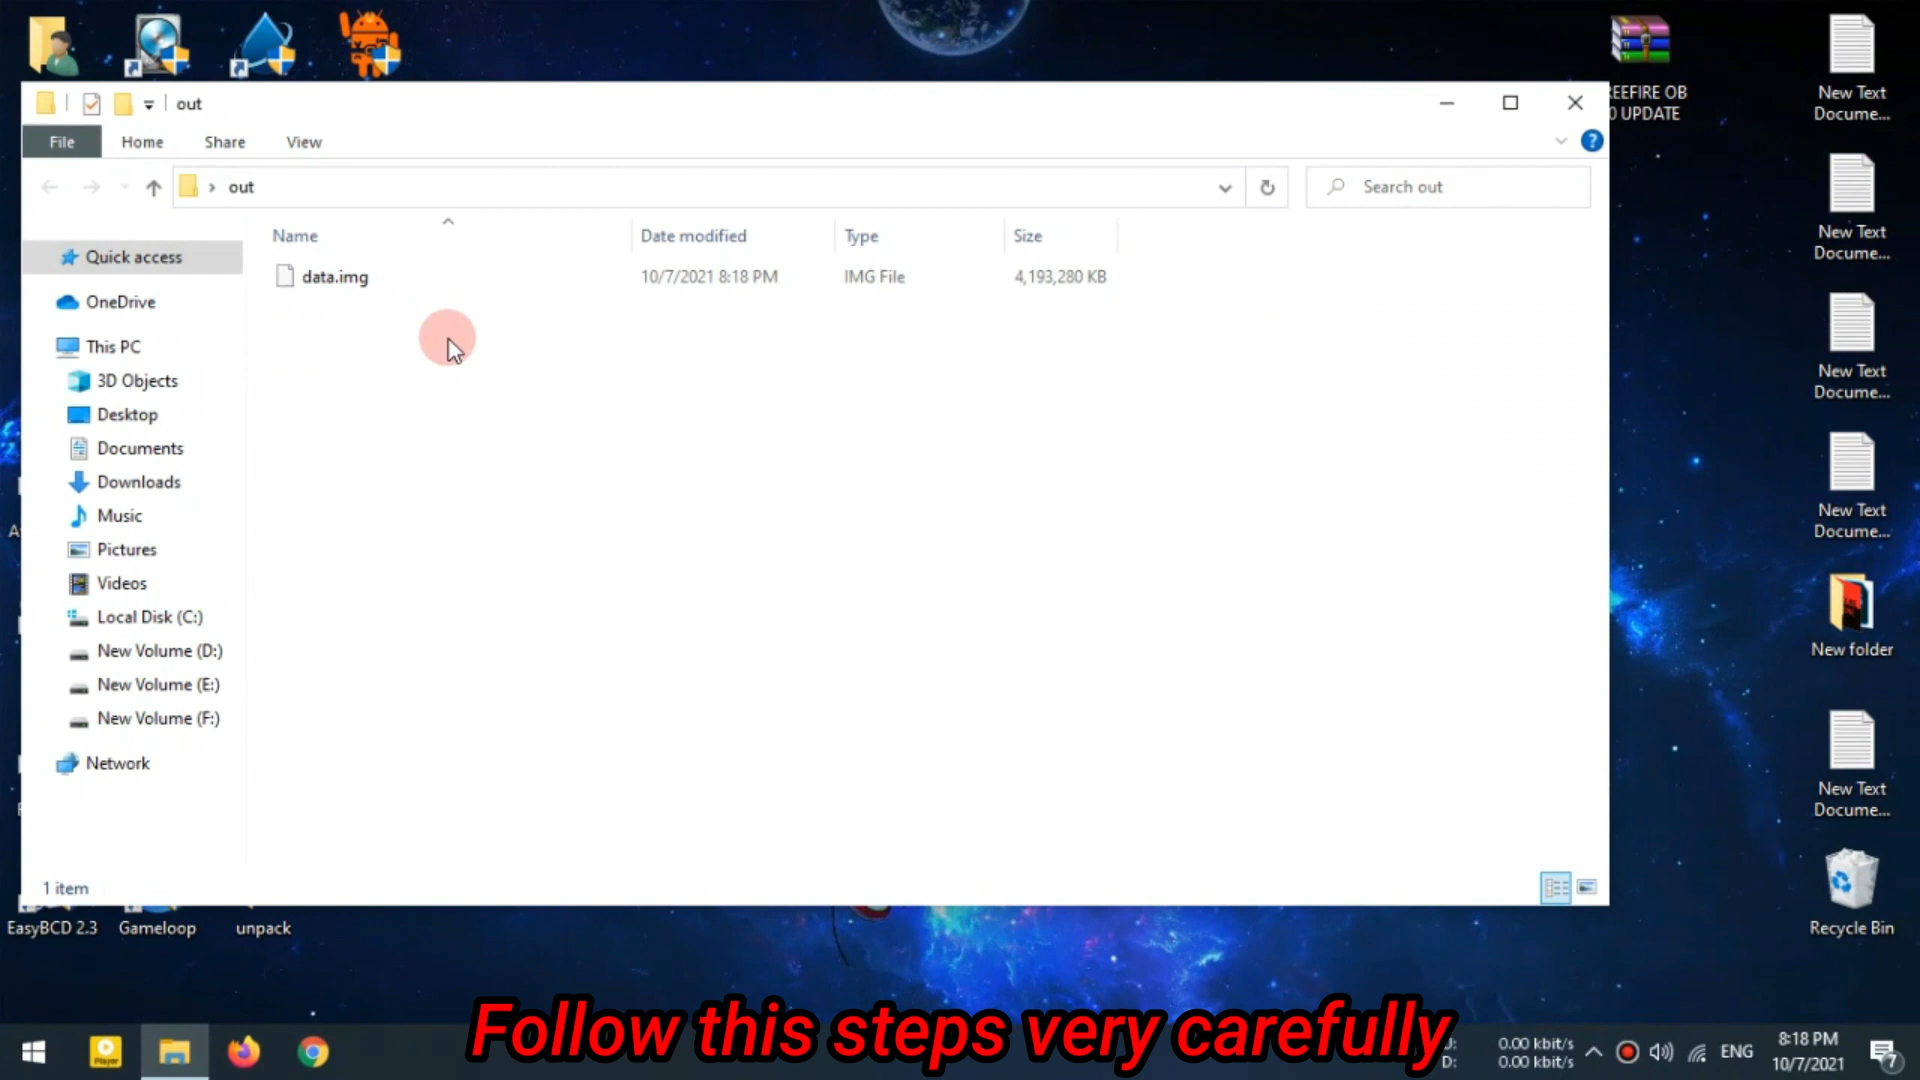 REEFIRE OB
0 UPDATE
New Text
Docume...
out
File
Home
Share
View
out
Search out
New Text
Docume...
Name
Date modified
Type
Size
Quick access
data.img
10/7/2021 8:18 PM
IMG File
4,193,280 KB
OneDrive
This PC
3D Objects
Desktop
Documents
Downloads
Music
Pictures
Videos
Local Disk (C:)
New Volume (D:)
New Volume (E:)
New Volume (F:)
Network
New Text
Docume...
New Text
Docume...
New folder
New Text
Docume...
1 item
EasyBCD 2.3
Gameloop
unpack
Recycle Bin
Follow this steps very carefully
Player
D:
0.00 kbit/s
0.00 kbit/s
ENG
8:18 PM
10/7/2021
7